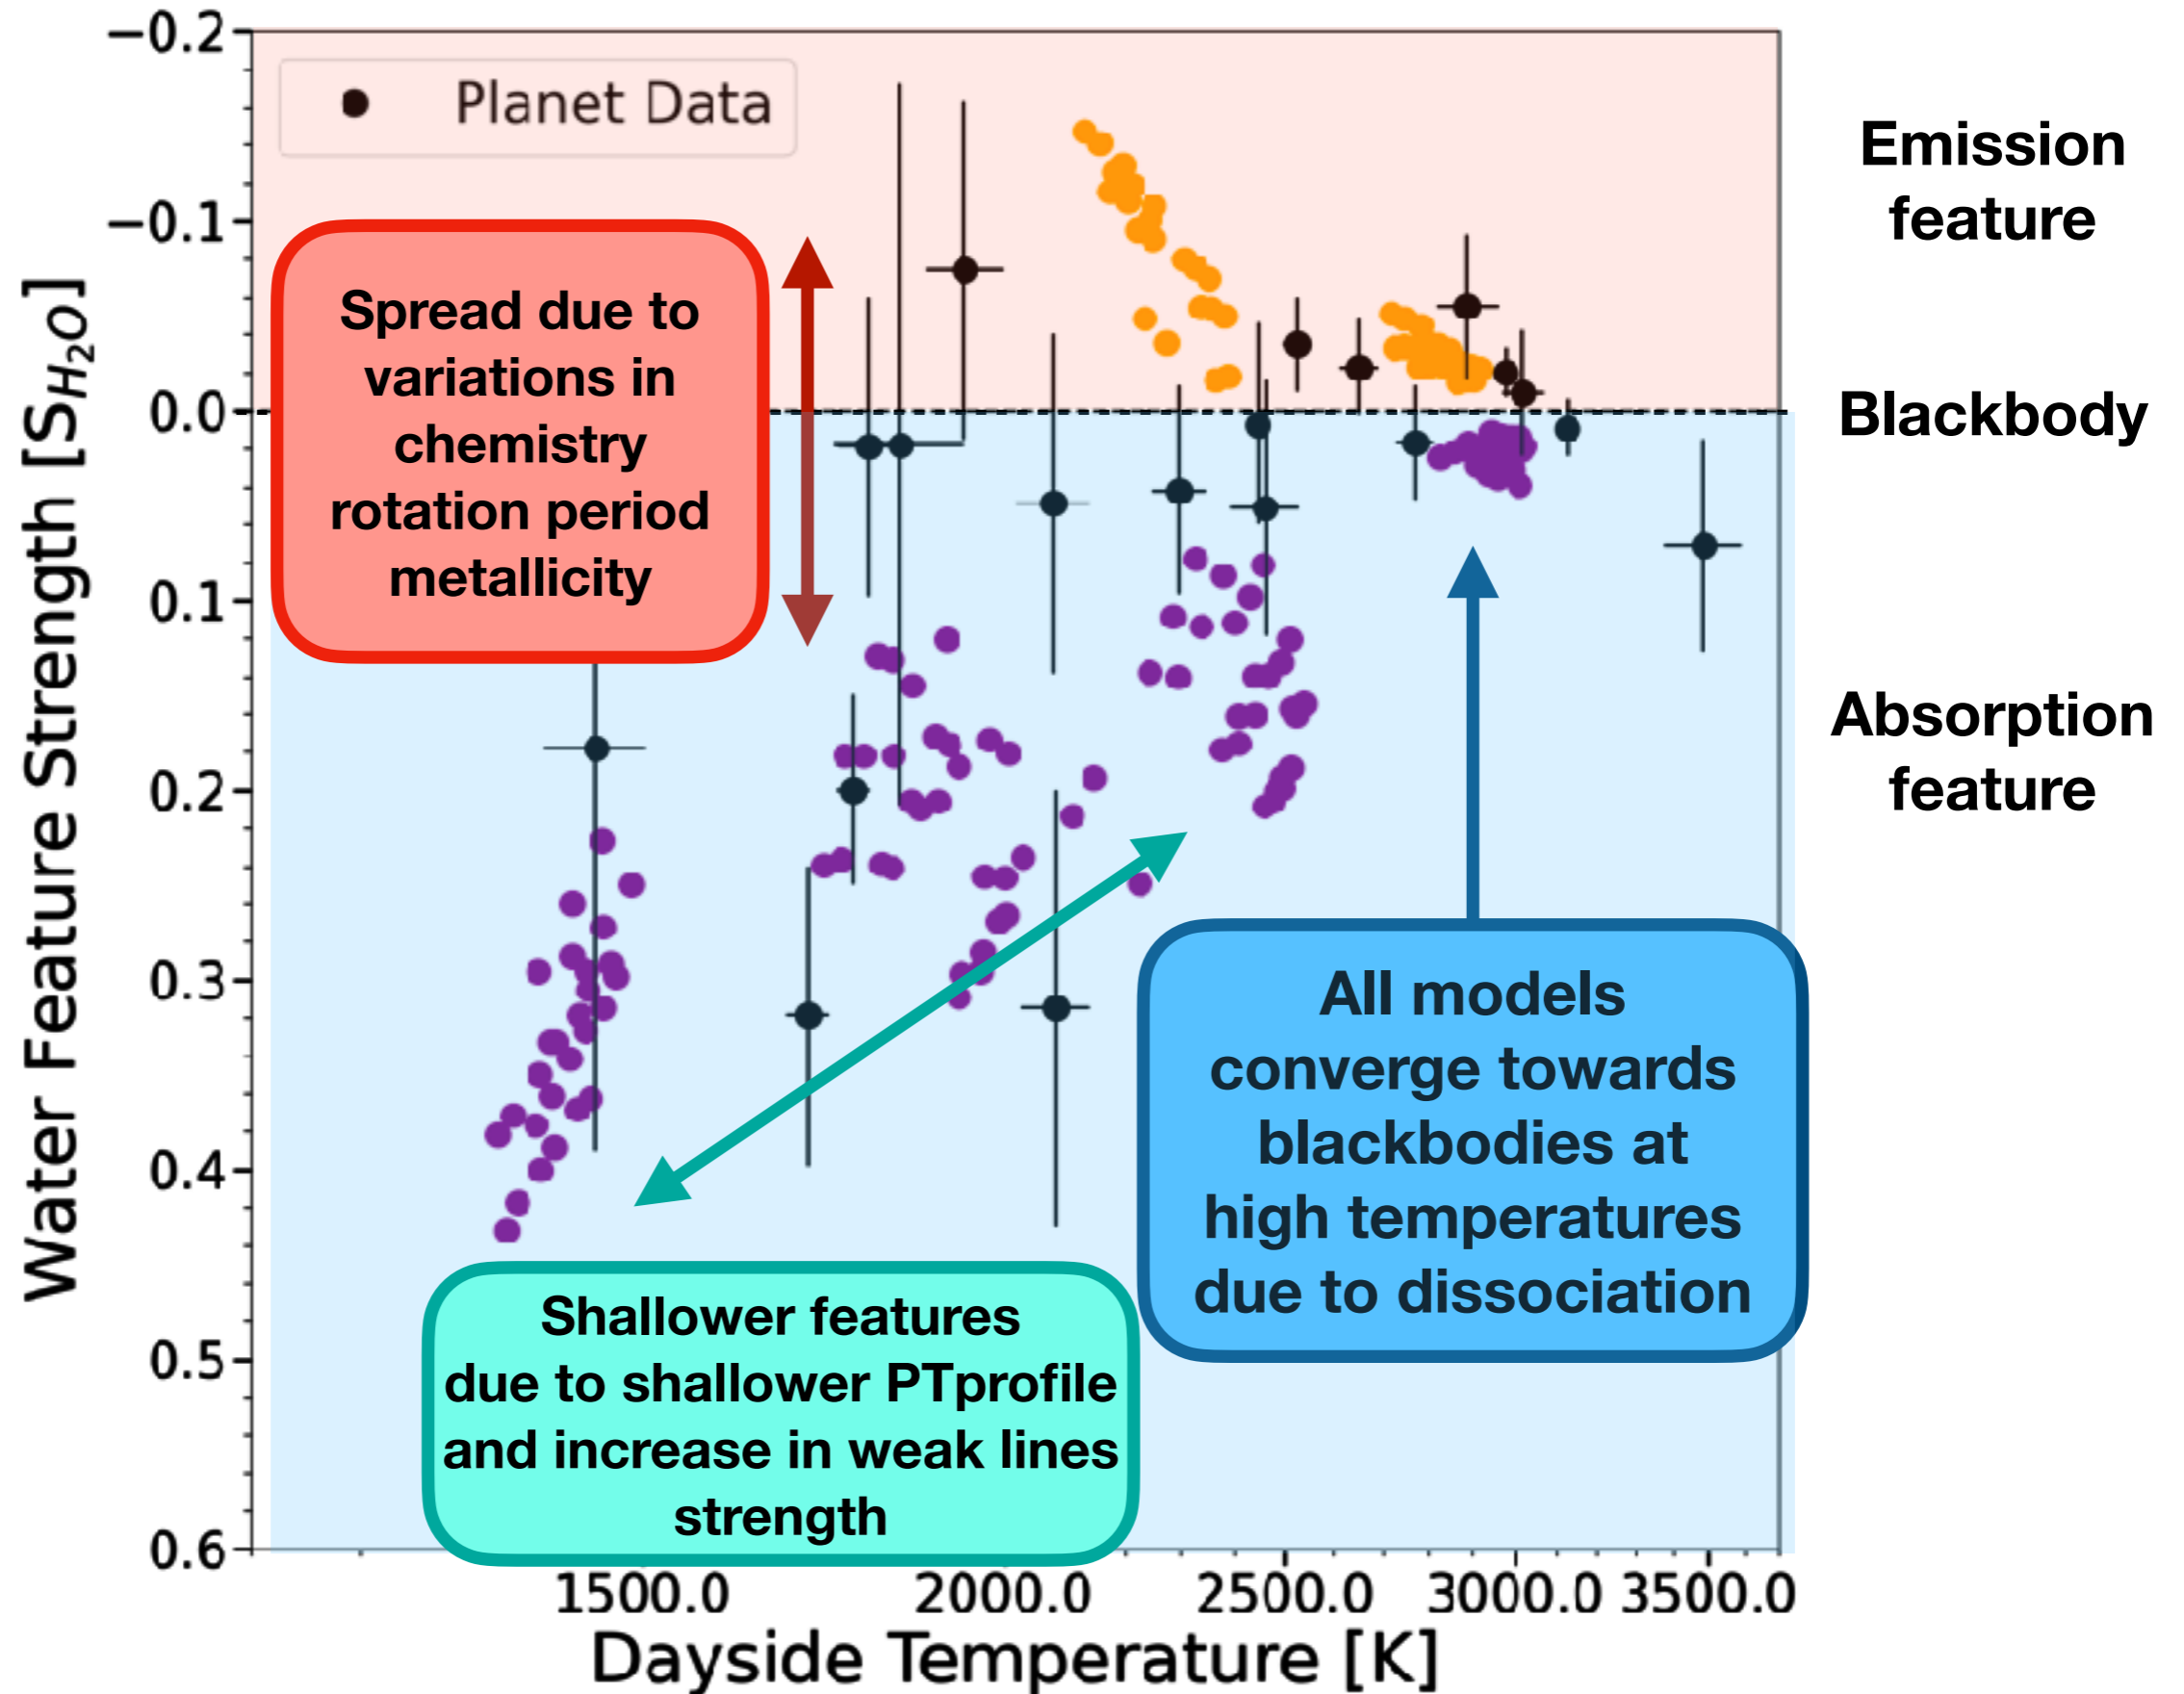 −0.2
−0.1
0.0
0.1
0.2
0.3
0.4
0.5
0.6
Water Feature Strength [S_{H₂O}]
Planet Data
Spread due to
variations in
chemistry
rotation period
metallicity
Emission
feature
Blackbody
Absorption
feature
All models
converge towards
blackbodies at
high temperatures
due to dissociation
Shallower features
due to shallower PTprofile
and increase in weak lines
strength
1500.0 2000.0 2500.0 3000.0 3500.0
Dayside Temperature [K]